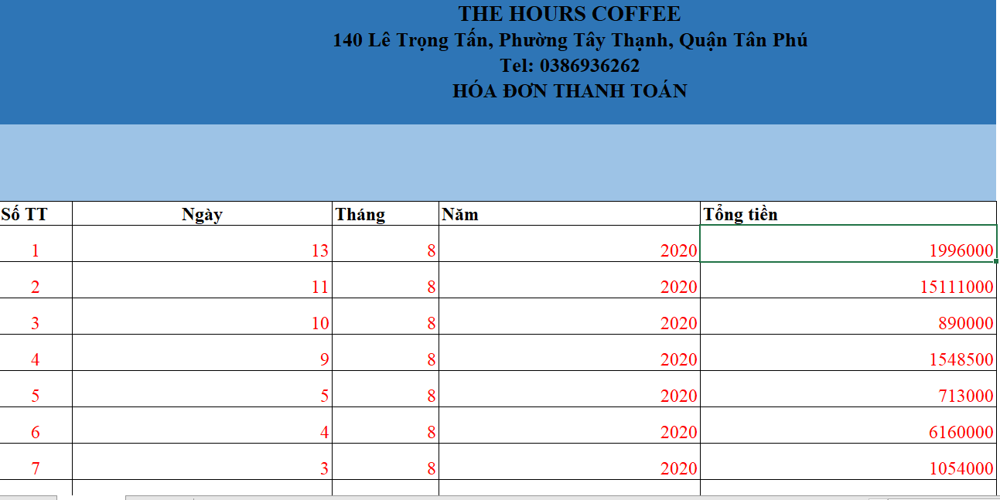 THE HOURS COFFEE
140 Lê Trọng Tấn, Phường Tây Thạnh, Quận Tân Phú
Tel: 0386936262
HÓA ĐƠN THANH TOÁN
Số TT Ngày Tháng Năm Tổng tiền
1 13 8 2020 1996000
2 11 8 2020 15111000
3 10 8 2020 890000
4 9 8 2020 1548500
5 5 8 2020 713000
6 4 8 2020 6160000
7 3 8 2020 1054000